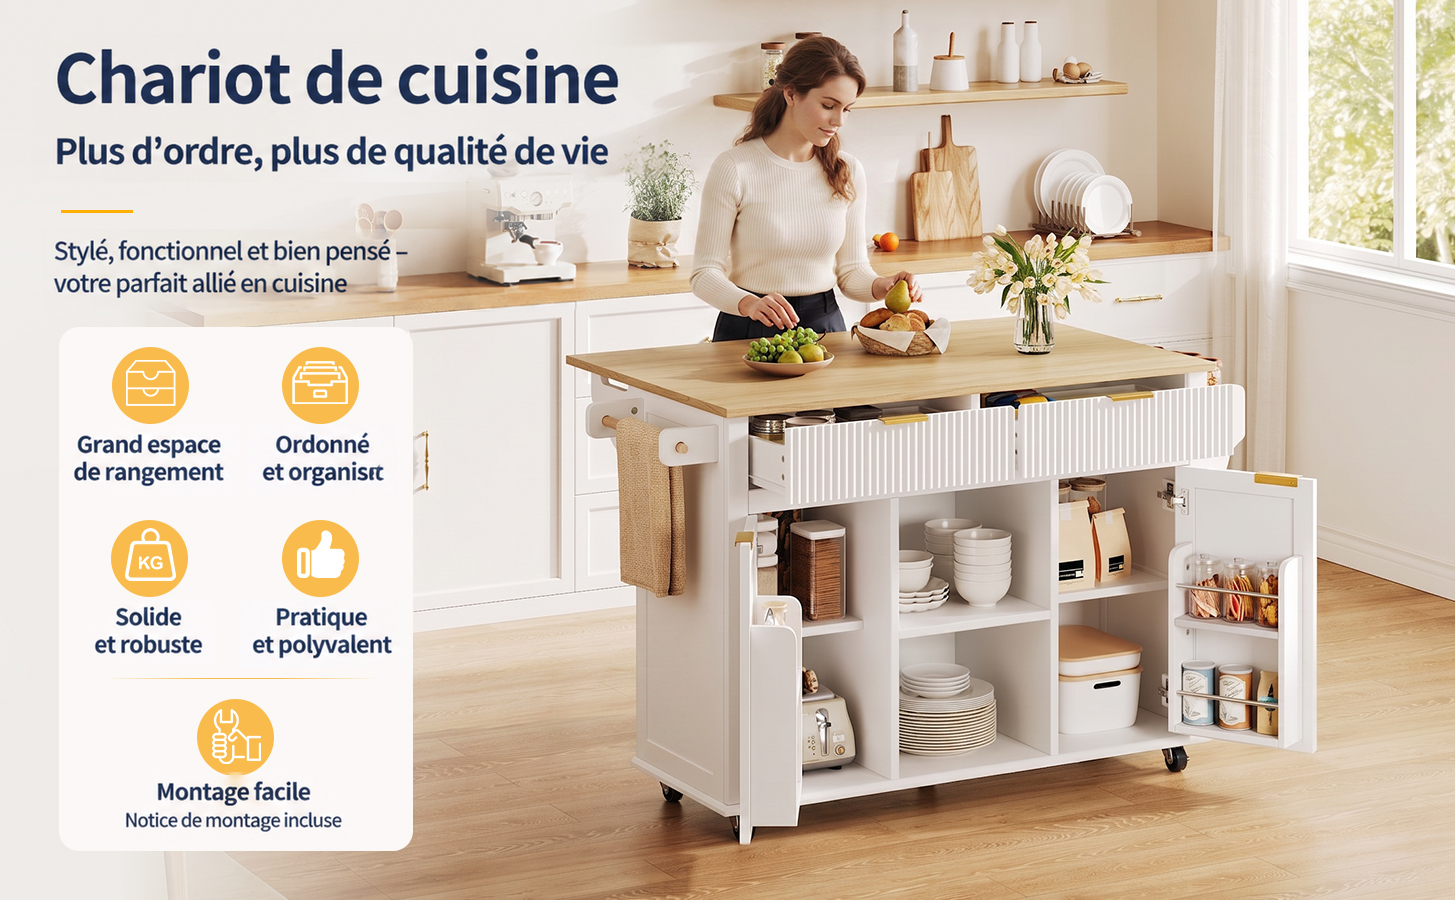 Chariot de cuisine
Plus d’ordre, plus de qualité de vie
Stylé, fonctionnel et bien pensé –
votre parfait allié en cuisine
Grand espace
de rangement
Ordonné
et
KG
Solide
et robuste
Pratique
et polyvalent
Montage facile
Notice de montage incluse